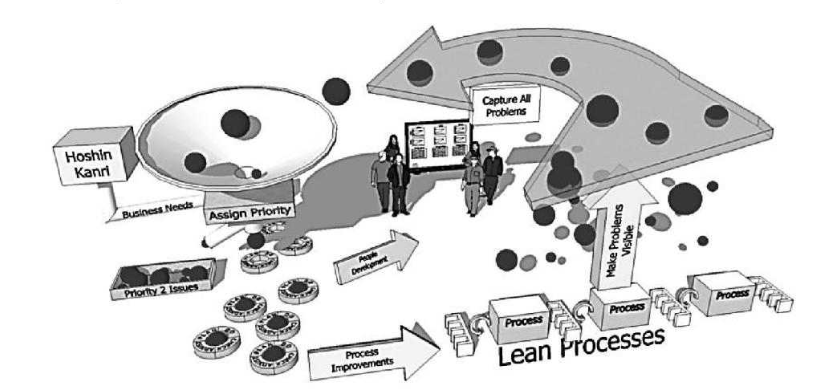 Capture All
Problems
Hoshin
Kanri
Business Needs
Assign Priority
Priority 2 Issues
People
Development
Make Problems
Visible
Process
Process
Process
Process
Improvements
Lean Processes